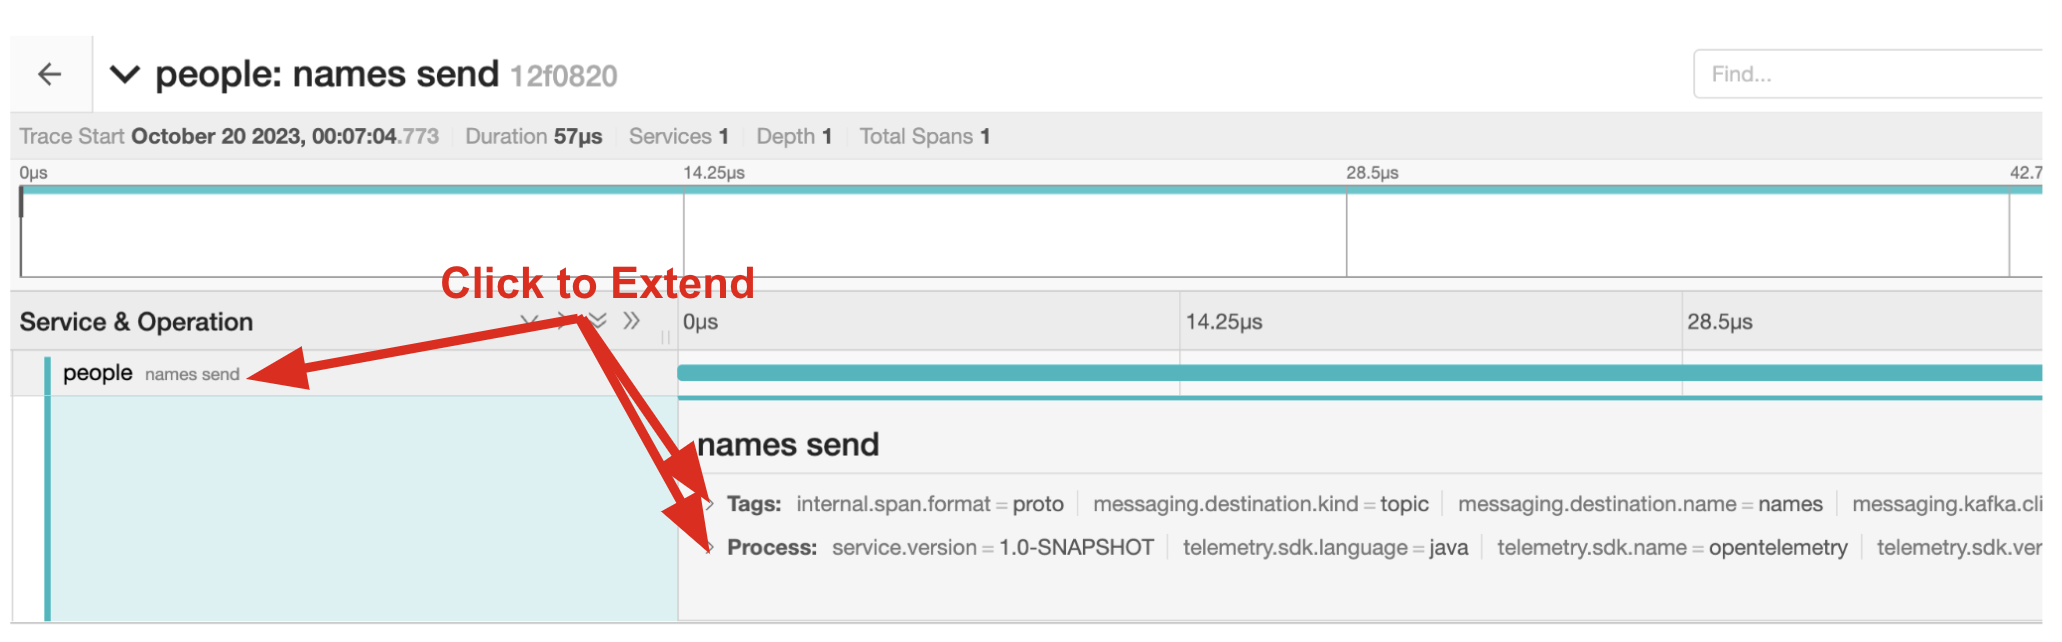 people: names send 12f0820
Find...
Trace Start October 20 2023, 00:07:04.773 Duration 57µs Services 1 Depth 1 Total Spans 1
0µs 14.25µs 28.5µs 42.7
Click to Extend
Service & Operation 0µs 14.25µs 28.5µs
people names send
names send
Tags: internal.span.format = proto messaging.destination.kind = topic messaging.destination.name = names messaging.kafka.cli
Process: service.version = 1.0-SNAPSHOT telemetry.sdk.language = java telemetry.sdk.name = opentelemetry telemetry.sdk.ver